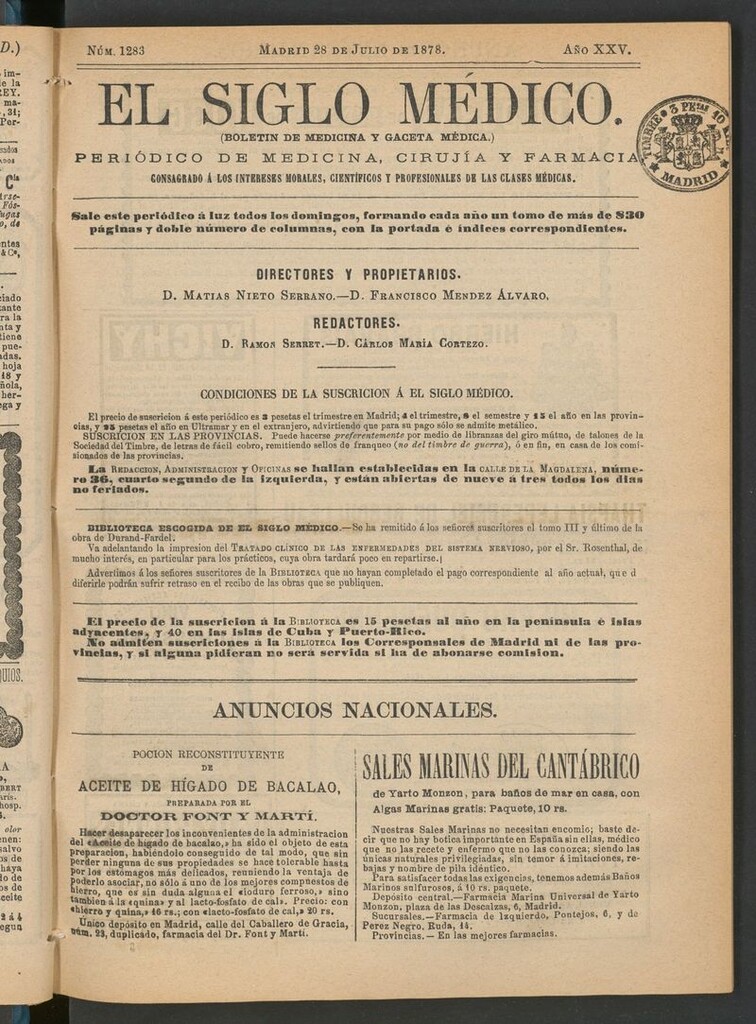 NÚM. 1283 MADRID 28 DE JULIO DE 1878. AÑO XXV.
EL SIGLO MÉDICO.
(BOLETIN DE MEDICINA Y GACETA MÉDICA.)
PERIÓDICO DE MEDICINA, CIRUJÍA Y FARMACIA
CONSAGRADO Á LOS INTERESES MORALES, CIENTÍFICOS Y PROFESIONALES DE LAS CLASES MÉDICAS.
TIMBRE 3 PETAS 10
MADRID
Sale este periódico á luz todos los domingos, formando cada año un tomo de más de 830
páginas y doble número de columnas, con la portada é índices correspondientes.
DIRECTORES Y PROPIETARIOS.
D. MATIAS NIETO SERRANO.—D. FRANCISCO MENDEZ ÁLVARO.
REDACTORES.
D. RAMON SERRET.—D. CÁRLOS MARÍA CORTEZO.
CONDICIONES DE LA SUSCRICION Á EL SIGLO MÉDICO.
El precio de suscricion á este periódico es 3 pesetas el trimestre en Madrid; 4 el trimestre, 8 el semestre y 15 el año en las provin-
cias, y 25 pesetas el año en Ultramar y en el extranjero, advirtiendo que para su pago sólo se admite metálico.
SUSCRICION EN LAS PROVINCIAS. Puede hacerse preferentemente por medio de libranzas del giro mútuo, de talones de la
Sociedad del Timbre, de letras de fácil cobro, remitiendo sellos de franqueo (no del timbre de guerra), ó en fin, en casa de los comi-
sionados de las provincias.
LA REDACCION, ADMINISTRACION Y OFICINAS se hallan establecidas en la CALLE DE LA MAGDALENA, núme-
ro 36, cuarto segundo de la izquierda, y están abiertas de nueve á tres todos los dias
no feriados.
BIBLIOTECA ESCOGIDA DE EL SIGLO MÉDICO.—Se ha remitido á los señores suscritores el tomo III y último de la
obra de Durand-Fardel.
Va adelantando la impresion del TRATADO CLÍNICO DE LAS ENFERMEDADES DEL SISTEMA NERVIOSO, por el Sr. Rosenthal, de
mucho interés, en particular para los prácticos, cuya obra tardará poco en repartirse.
Advertimos á los señores suscritores de la BIBLIOTECA que no hayan completado el pago correspondiente al año actual, que d
diferirle podrán sufrir retraso en el recibo de las obras que se publiquen.
El precio de la suscricion á la BIBLIOTECA es 15 pesetas al año en la península é islas
adyacentes, y 40 en las islas de Cuba y Puerto-Rico.
No admiten suscriciones á la BIBLIOTECA los Corresponsales de Madrid ni de las pro-
vincias, y si alguna pidieran no será servida si ha de abonarse comision.
ANUNCIOS NACIONALES.
POCION RECONSTITUYENTE
DE
ACEITE DE HÍGADO DE BACALAO,
PREPARADA POR EL
DOCTOR FONT Y MARTÍ.
Hacer desaparecer los inconvenientes de la administracion
del «Aceite de hígado de bacalao,» ha sido el objeto de esta
preparacion, habiéndolo conseguido de tal modo, que sin
perder ninguna de sus propiedades se hace tolerable hasta
por los estómagos más delicados, reuniendo la ventaja de
poderlo asociar, no sólo á uno de los mejores compuestos de
hierro, que es sin duda alguna el «ioduro ferroso,» sino
tambien á la «quina» y al lacto-fosfato de cal». Precio: con
«hierro y quina,» 16 rs.; con «lacto-fosfato de cal,» 20 rs.
Unico depósito en Madrid, calle del Caballero de Gracia,
núm. 23, duplicado, farmacia del Dr. Font y Martí.
SALES MARINAS DEL CANTÁBRICO
de Yarto Monzon, para baños de mar en casa, con
Algas Marinas gratis: Paquete, 10 rs.
Nuestras Sales Marinas no necesitan encomio; baste de-
cir que no hay botica importante en España sin ellas, médico
que no las recete y enfermo que no las conozca; siendo las
únicas naturales privilegiadas, sin temor á imitaciones, re-
bajas y nombre de pila idéntico.
Para satisfacer todas las exigencias, tenemos además Baños
Marinos sulfurosos, á 10 rs. paquete.
Depósito central.—Farmacia Marina Universal de Yarto
Monzon, plaza de las Descalzas, 6, Madrid.
Sucursales.—Farmacia de Izquierdo, Pontejos, 6, y de
Perez Negro, Ruda, 14.
Provincias.—En las mejores farmacias.